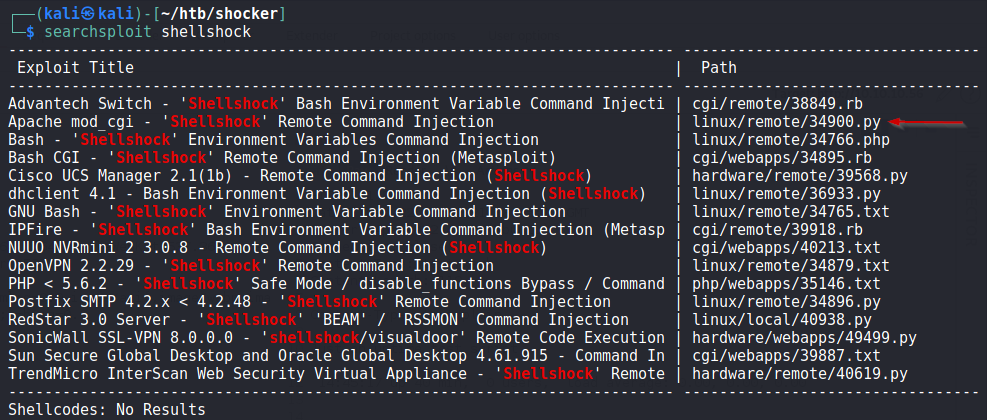 ┌──(kali㉿kali)-[~/htb/shocker]
└─$ searchsploit shellshock
---------------------------------------------------------------------- ---------------------------------
 Exploit Title | Path
---------------------------------------------------------------------- ---------------------------------
Advantech Switch - 'Shellshock' Bash Environment Variable Command Injecti | cgi/remote/38849.rb
Apache mod_cgi - 'Shellshock' Remote Command Injection | linux/remote/34900.py
Bash - 'Shellshock' Environment Variables Command Injection | linux/remote/34766.php
Bash CGI - 'Shellshock' Remote Command Injection (Metasploit) | cgi/webapps/34895.rb
Cisco UCS Manager 2.1(1b) - Remote Command Injection (Shellshock) | hardware/remote/39568.py
dhclient 4.1 - Bash Environment Variable Command Injection (Shellshock) | linux/remote/36933.py
GNU Bash - 'Shellshock' Environment Variable Command Injection | linux/remote/34765.txt
IPFire - 'Shellshock' Bash Environment Variable Command Injection (Metasp | cgi/remote/39918.rb
NUUO NVRmini 2 3.0.8 - Remote Command Injection (Shellshock) | cgi/webapps/40213.txt
OpenVPN 2.2.29 - 'Shellshock' Remote Command Injection | linux/remote/34879.txt
PHP < 5.6.2 - 'Shellshock' Safe Mode / disable_functions Bypass / Command | php/webapps/35146.txt
Postfix SMTP 4.2.x < 4.2.48 - 'Shellshock' Remote Command Injection | linux/remote/34896.py
RedStar 3.0 Server - 'Shellshock' 'BEAM' / 'RSSMON' Command Injection | linux/local/40938.py
SonicWall SSL-VPN 8.0.0.0 - 'shellshock/visualdoor' Remote Code Execution | hardware/webapps/49499.py
Sun Secure Global Desktop and Oracle Global Desktop 4.61.915 - Command In | cgi/webapps/39887.txt
TrendMicro InterScan Web Security Virtual Appliance - 'Shellshock' Remote | hardware/remote/40619.py
---------------------------------------------------------------------- ---------------------------------
Shellcodes: No Results